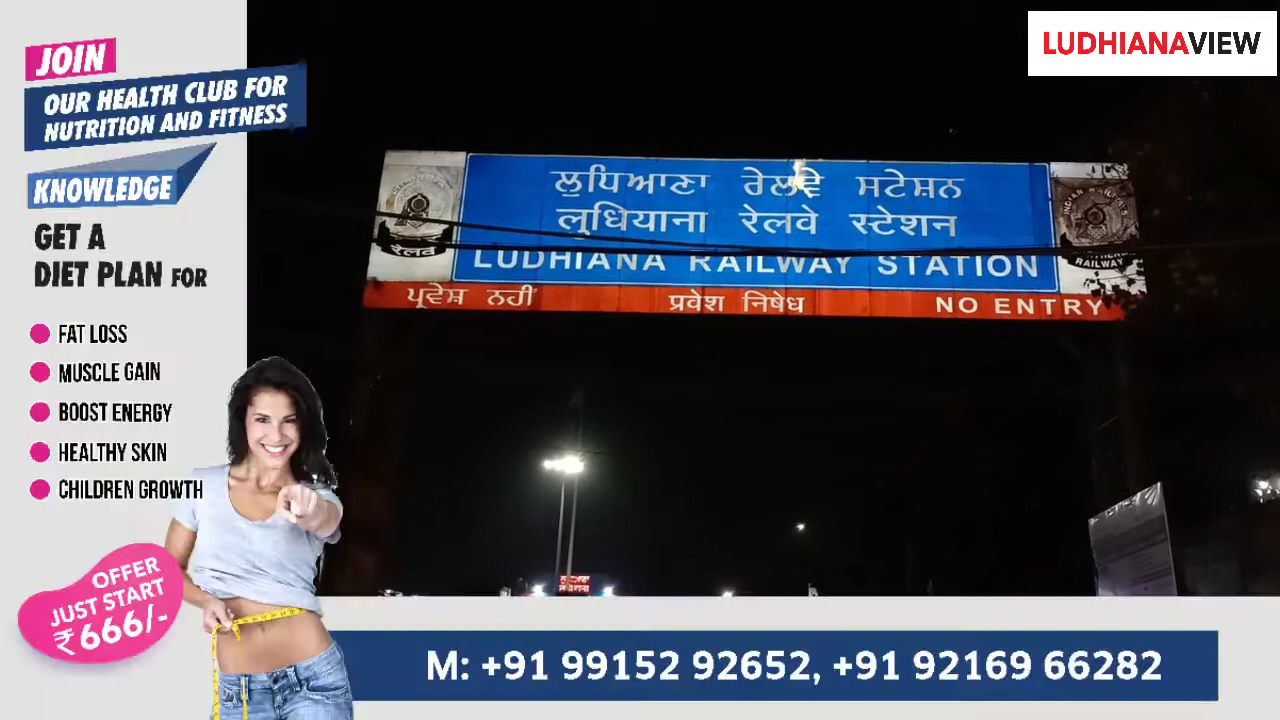 JOIN
OUR HEALTH CLUB FOR
NUTRITION AND FITNESS
KNOWLEDGE
GET A
DIET PLAN FOR
FAT LOSS
MUSCLE GAIN
BOOST ENERGY
HEALTHY SKIN
CHILDREN GROWTH
OFFER
JUST START
₹666/-
LUDHIANAVIEW
ਲੁਧਿਆਣਾ ਰੇਲਵੇ ਸਟੇਸ਼ਨ
लुधियाना रेलवे स्टेशन
LUDHIANA RAILWAY STATION
ਪ੍ਰਵੇਸ਼ ਨਹੀਂ प्रवेश निषेध NO ENTRY
रेलवे
RAILWAY
M: +91 99152 92652, +91 92169 66282